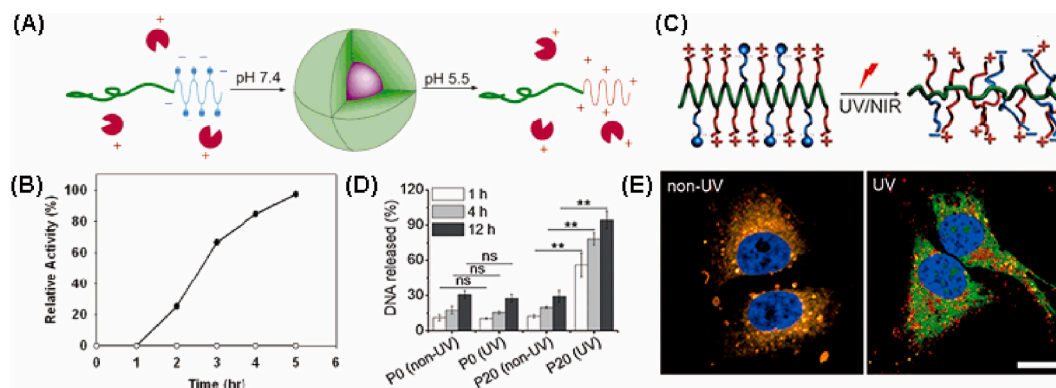 (A)
pH 7.4
pH 5.5
(C)
UV/NIR
(B)
Relative Activity (%)
100
80
60
40
20
0
0 1 2 3 4 5 6
Time (hr)
(D)
DNA released (%)
120
90
60
30
0
1 h
4 h
12 h
ns
ns
ns
**
**
**
P0 (non-UV)
P0 (UV)
P20 (non-UV)
P20 (UV)
(E)
non-UV
UV